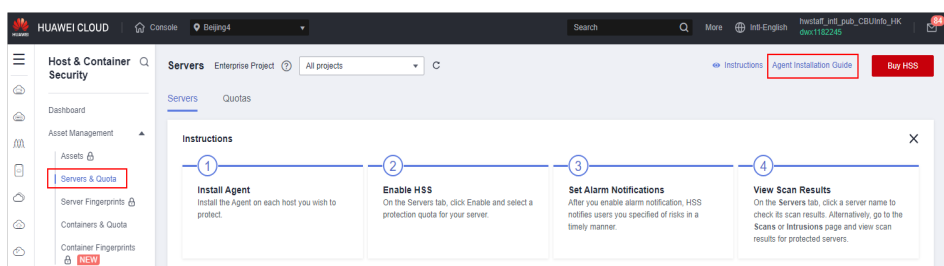 HUAWEI
HUAWEI CLOUD
Console
Beijing4
Search
More
Intl-English
hwstaff_intl_pub_CBUInfo_HK
dwx1182245
84
Host & Container
Security
Dashboard
Asset Management
Assets
Servers & Quota
Server Fingerprints
Containers & Quota
Container Fingerprints
NEW
Servers
Enterprise Project
?
All projects
Instructions
Agent Installation Guide
Buy HSS
Servers
Quotas
Instructions
1
Install Agent
Install the Agent on each host you wish to
protect.
2
Enable HSS
On the Servers tab, click Enable and select a
protection quota for your server.
3
Set Alarm Notifications
After you enable alarm notification, HSS
notifies users you specified of risks in a
timely manner.
4
View Scan Results
On the Servers tab, click a server name to
check its scan results. Alternatively, go to the
Scans or Intrusions page and view scan
results for protected servers.